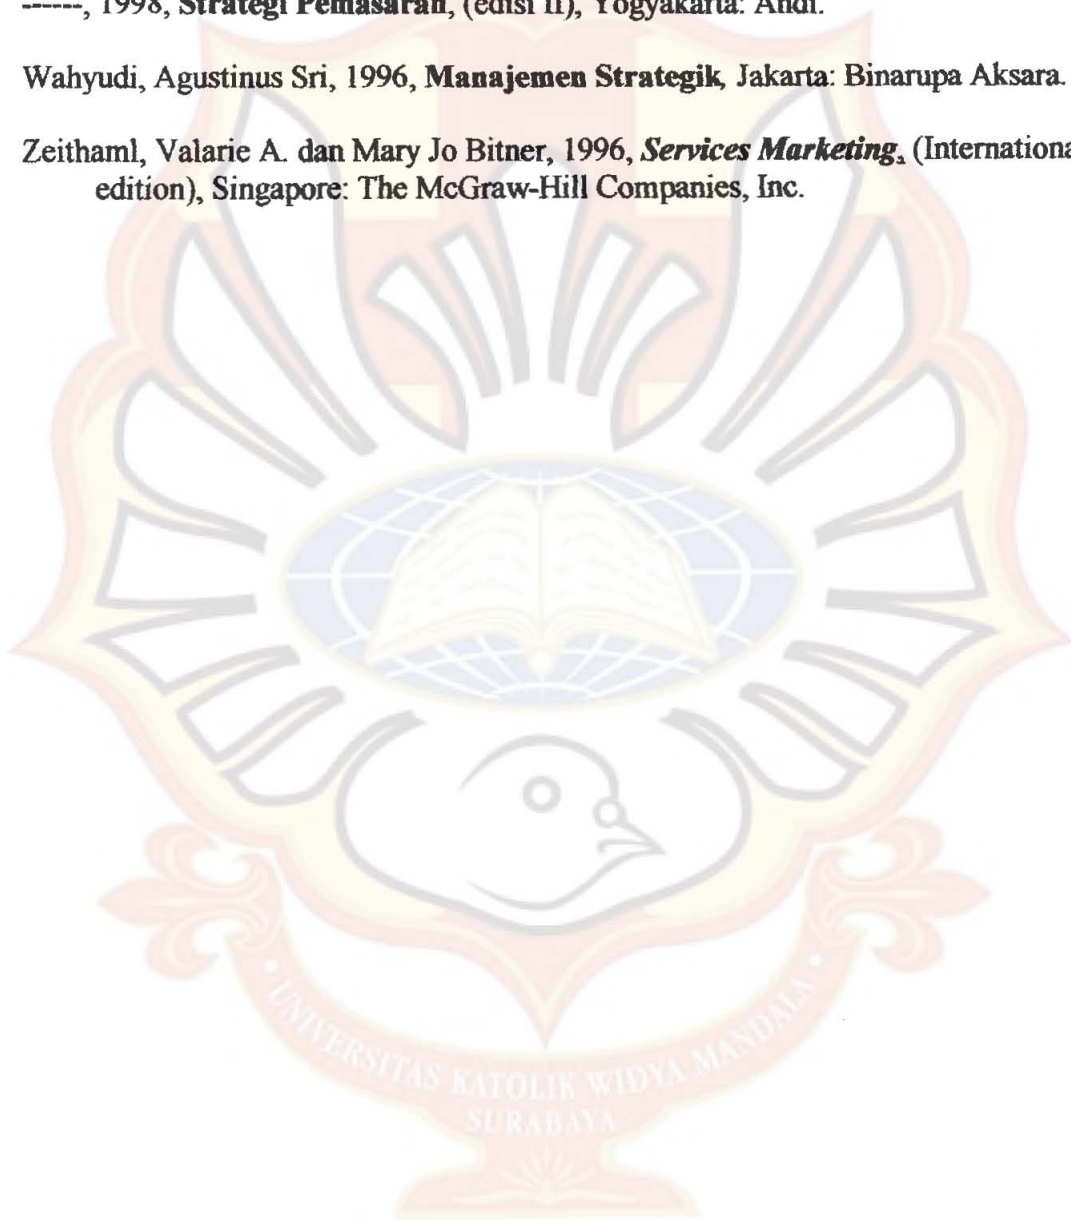 ------, 1998, Strategi Pemasaran, (edisi II), Yogyakarta: Andi.
Wahyudi, Agustinus Sri, 1996, Manajemen Strategik, Jakarta: Binarupa Aksara.
Zeithaml, Valarie A. dan Mary Jo Bitner, 1996, Services Marketing, (Internationa
edition), Singapore: The McGraw-Hill Companies, Inc.
UNIVERSITAS KATOLIK WIDYA MANDALA
SURABAYA